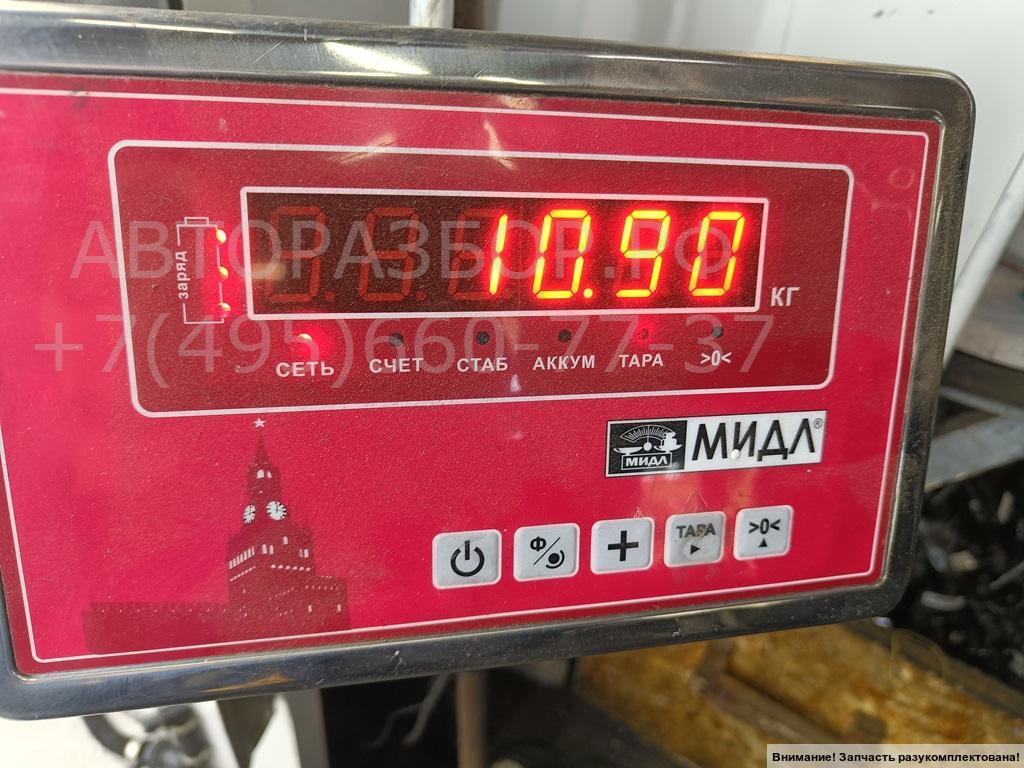 АВТОРАЗБОР.РФ
+7(495)660-77-37
заряд
10.90
КГ
СЕТЬ СЧЕТ СТАБ АККУМ ТАРА >0<
МИДЛ МИДЛ®
Ф ТАРА >0<
Внимание! Запчасть разукомплектована!